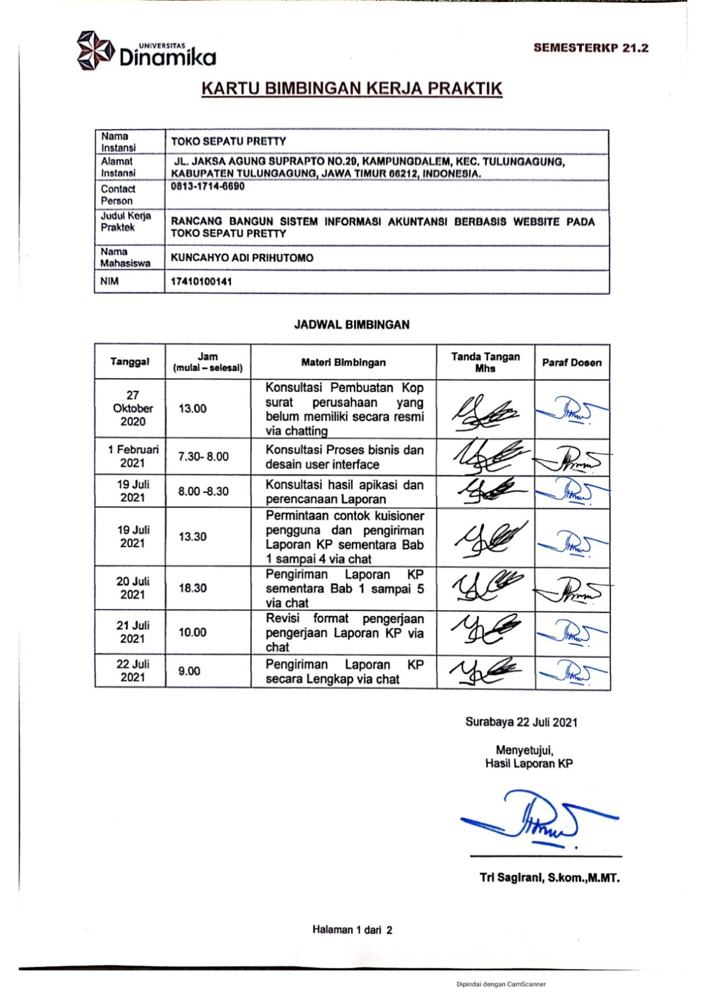 UNIVERSITAS
Dinamika
SEMESTERKP 21.2
KARTU BIMBINGAN KERJA PRAKTIK
Nama
Instansi
TOKO SEPATU PRETTY
Alamat
Instansi
JL. JAKSA AGUNG SUPRAPTO NO.29, KAMPUNGDALEM, KEC. TULUNGAGUNG,
KABUPATEN TULUNGAGUNG, JAWA TIMUR 66212, INDONESIA.
Contact
Person
0813-1714-6690
Judul Kerja
Praktek
RANCANG BANGUN SISTEM INFORMASI AKUNTANSI BERBASIS WEBSITE PADA
TOKO SEPATU PRETTY
Nama
Mahasiswa
KUNCAHYO ADI PRIHUTOMO
NIM
17410100141
JADWAL BIMBINGAN
Tanggal
Jam
(mulai – selesai)
Materi Bimbingan
Tanda Tangan
Mhs
Paraf Dosen
27
Oktober
2020
13.00
Konsultasi Pembuatan Kop
surat perusahaan yang
belum memiliki secara resmi
via chatting
1 Februari
2021
7.30- 8.00
Konsultasi Proses bisnis dan
desain user interface
19 Juli
2021
8.00 -8.30
Konsultasi hasil apikasi dan
perencanaan Laporan
19 Juli
2021
13.30
Permintaan contok kuisioner
pengguna dan pengiriman
Laporan KP sementara Bab
1 sampai 4 via chat
20 Juli
2021
18.30
Pengiriman Laporan KP
sementara Bab 1 sampai 5
via chat
21 Juli
2021
10.00
Revisi format pengerjaan
pengerjaan Laporan KP via
chat
22 Juli
2021
9.00
Pengiriman Laporan KP
secara Lengkap via chat
Surabaya 22 Juli 2021
Menyetujui,
Hasil Laporan KP
Tri Sagirani, S.kom.,M.MT.
Halaman 1 dari 2
Dipindai dengan CamScanner